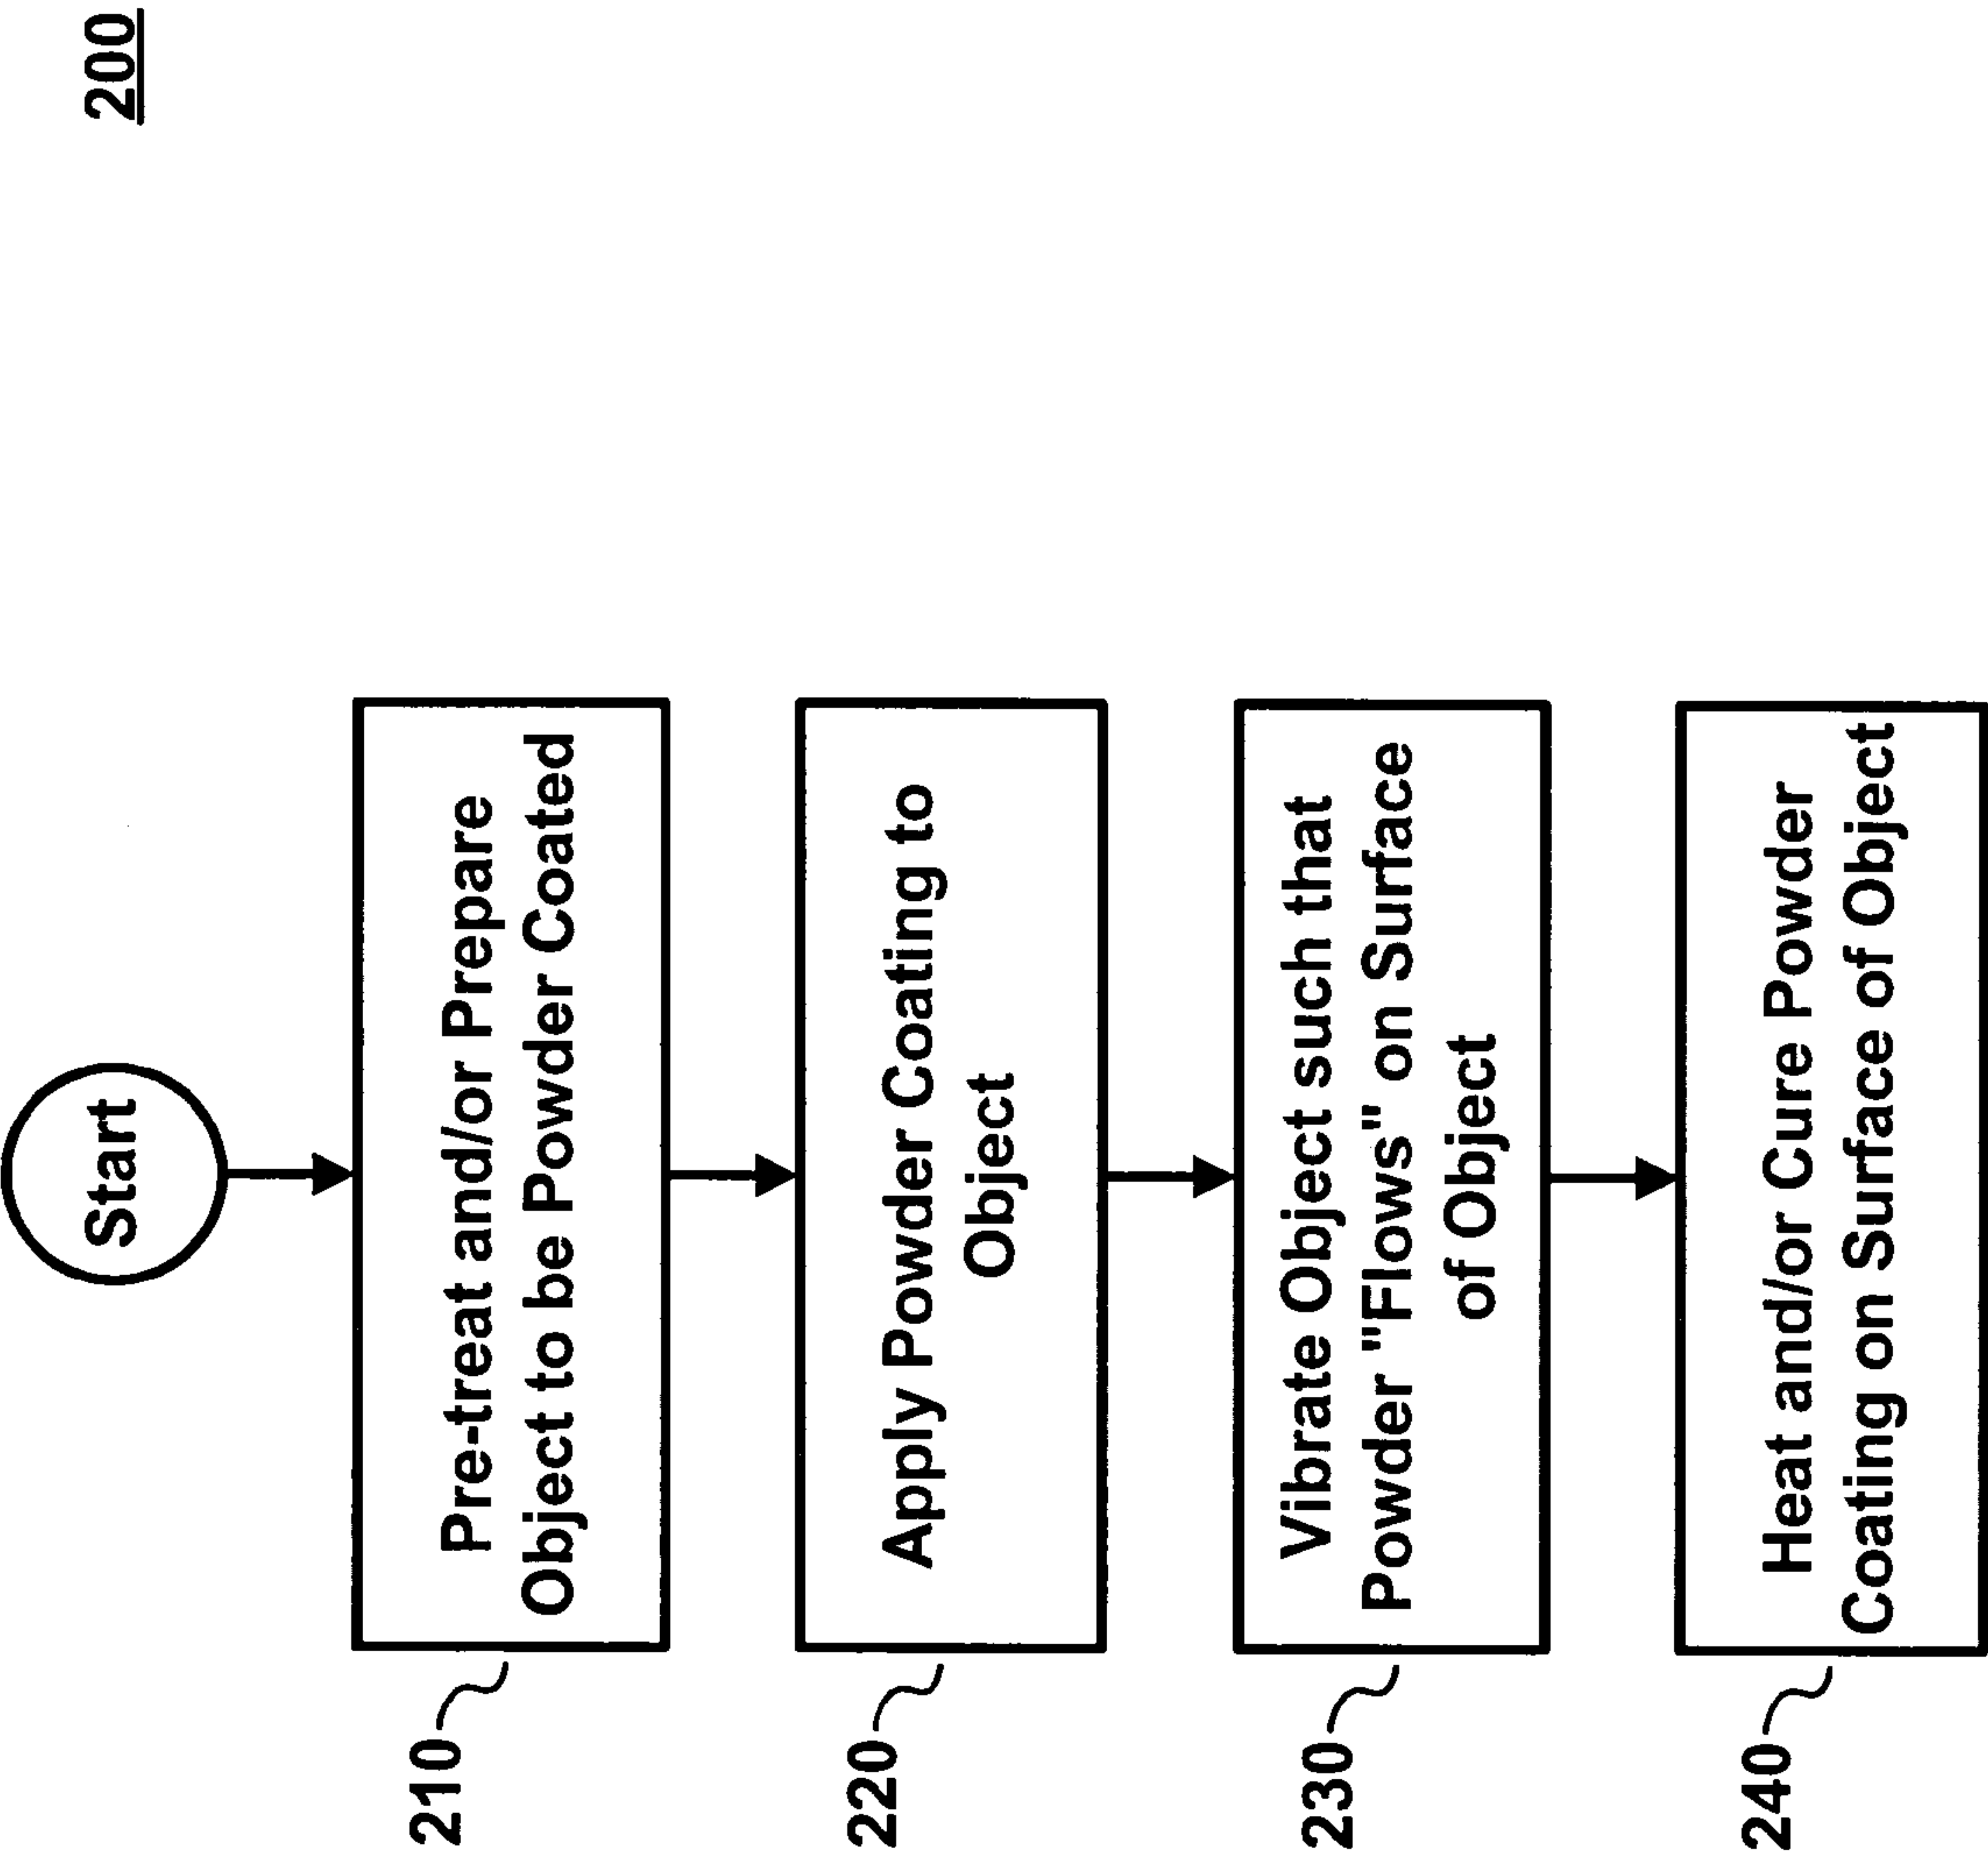 200
Start
210
Pre-treat and/or Prepare
Object to be Powder Coated
220
Apply Powder Coating to
Object
230
Vibrate Object such that
Powder "Flows" on Surface
of Object
240
Heat and/or Cure Powder
Coating on Surface of Object